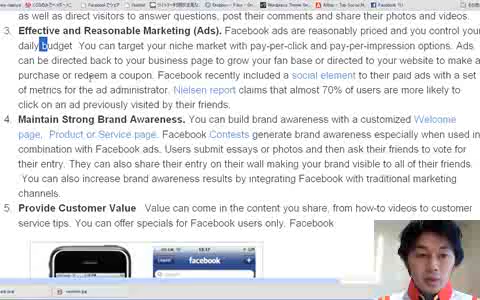 as well as direct visitors to answer questions, post their comments and share their photos and videos.
3. Effective and Reasonable Marketing (Ads). Facebook ads are reasonably priced and you control your
daily budget You can target your niche market with pay-per-click and pay-per-impression options. Ads
can be directed back to your business page to grow your fan base or directed to your website to make a
purchase or redeem a coupon. Facebook recently included a social element to their paid ads with a set
of metrics for the ad administrator. Nielsen report claims that almost 70% of users are more likely to
click on an ad previously visited by their friends.
4. Maintain Strong Brand Awareness. You can build brand awareness with a customized Welcome
page, Product or Service page. Facebook Contests generate brand awareness especially when used in
combination with Facebook ads. Users submit essays or photos and then ask their friends to vote for
their entry. They can also share their entry on their wall making your brand visible to all of their friends.
You can also increase brand awareness results by integrating Facebook with traditional marketing
channels.
5. Provide Customer Value Value can come in the content you share, from how-to videos to customer
service tips. You can offer specials for Facebook users only. Facebook
facebook